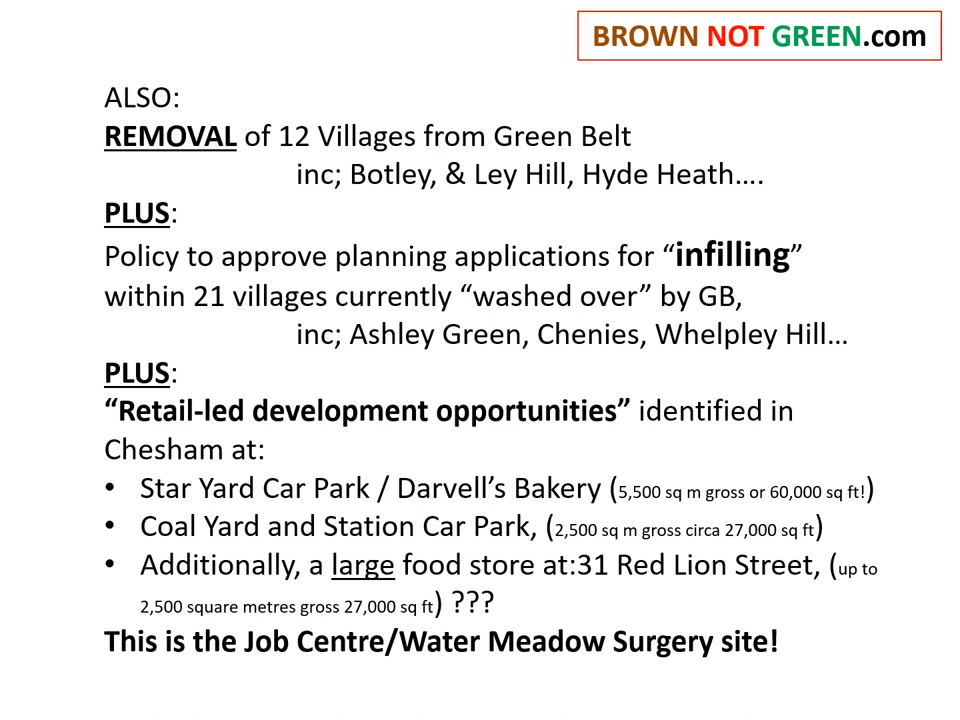 BROWN NOT GREEN.com
ALSO:
REMOVAL of 12 Villages from Green Belt
inc; Botley, & Ley Hill, Hyde Heath….
PLUS:
Policy to approve planning applications for “infilling”
within 21 villages currently “washed over” by GB,
inc; Ashley Green, Chenies, Whelpley Hill…
PLUS:
“Retail-led development opportunities” identified in
Chesham at:
• Star Yard Car Park / Darvell’s Bakery (5,500 sq m gross or 60,000 sq ft!)
• Coal Yard and Station Car Park, (2,500 sq m gross circa 27,000 sq ft)
• Additionally, a large food store at:31 Red Lion Street, (up to
2,500 square metres gross 27,000 sq ft) ???
This is the Job Centre/Water Meadow Surgery site!